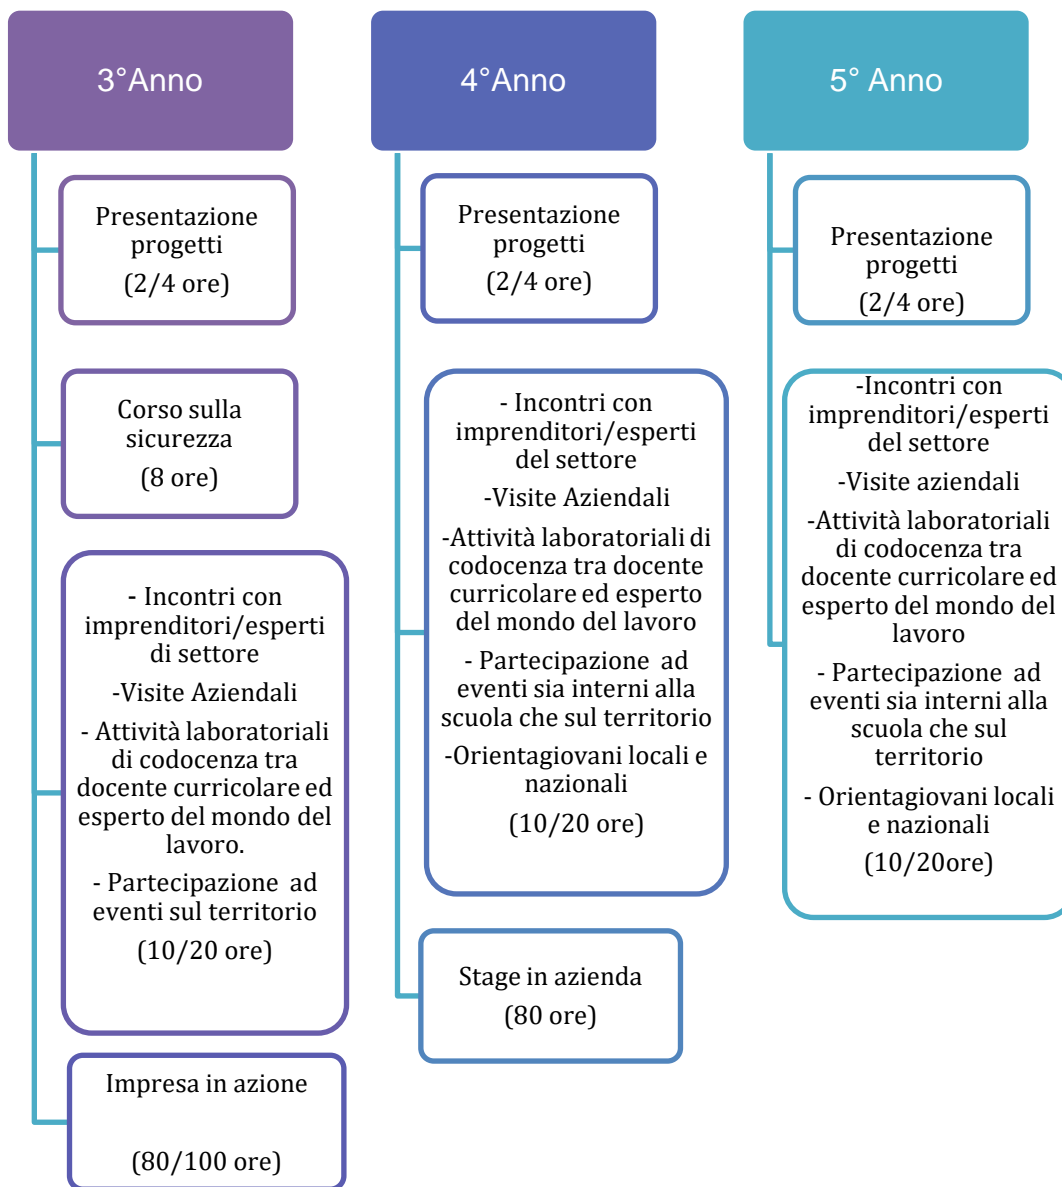 3°Anno
Presentazione
progetti
(2/4 ore)
Corso sulla
sicurezza
(8 ore)
- Incontri con
imprenditori/esperti
di settore
-Visite Aziendali
- Attività laboratoriali
di codocenza tra
docente curricolare ed
esperto del mondo del
lavoro.
- Partecipazione  ad
eventi sul territorio
(10/20 ore)
Impresa in azione
(80/100 ore)
4°Anno
Presentazione
progetti
(2/4 ore)
- Incontri con
imprenditori/esperti
del settore
-Visite Aziendali
-Attività laboratoriali di
codocenza tra docente
curricolare ed esperto
del mondo del lavoro
- Partecipazione  ad
eventi sia interni alla
scuola che sul territorio
-Orientagiovani locali e
nazionali
(10/20 ore)
Stage in azienda
(80 ore)
5° Anno
Presentazione
progetti
(2/4 ore)
-Incontri con
imprenditori/esperti
del settore
-Visite aziendali
-Attività laboratoriali
di codocenza tra
docente curricolare ed
esperto del mondo del
lavoro
- Partecipazione  ad
eventi sia interni alla
scuola che sul
territorio
- Orientagiovani locali
e nazionali
(10/20ore)